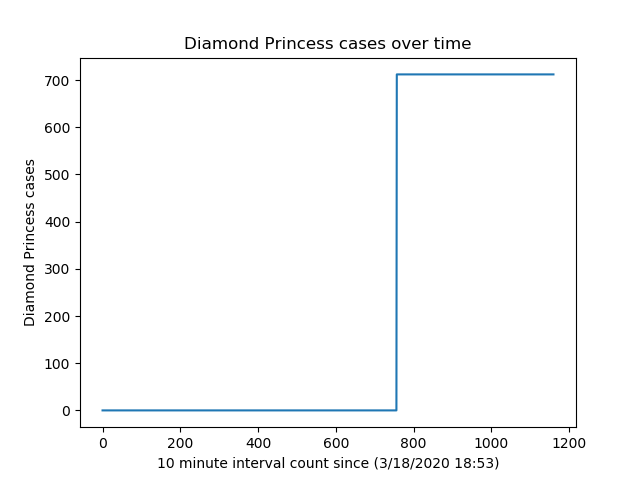 Diamond Princess cases over time
Diamond Princess cases
700
600
500
400
300
200
100
0
0 200 400 600 800 1000 1200
10 minute interval count since (3/18/2020 18:53)